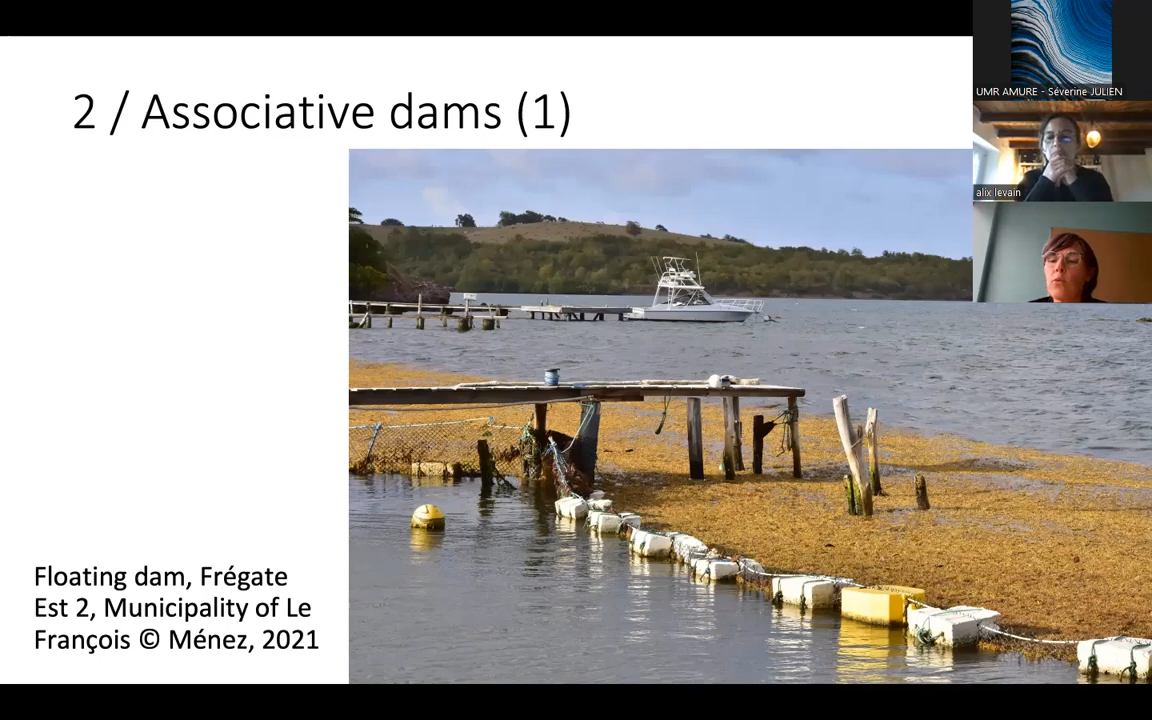 2 / Associative dams (1)
UMR AMURE - Séverine JULIEN
alix levain
Floating dam, Frégate
Est 2, Municipality of Le
François © Ménez, 2021